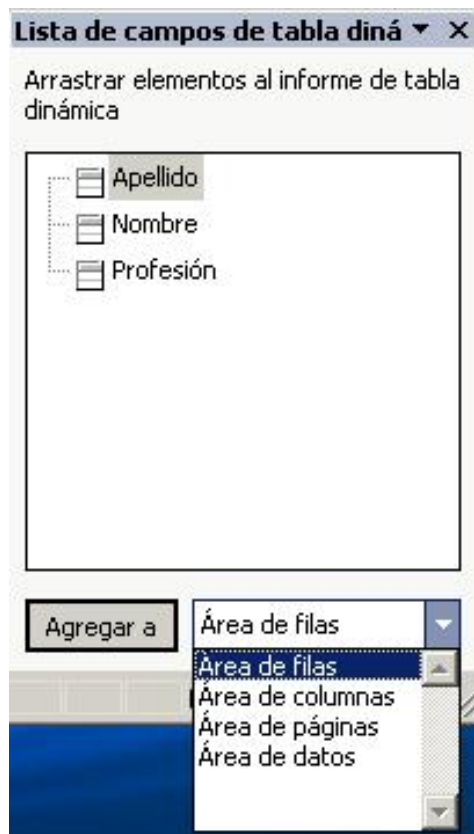 Lista de campos de tabla diná
Arrastrar elementos al informe de tabla
dinámica
Apellido
Nombre
Profesión
Agregar a
Área de filas
Área de filas
Área de columnas
Área de páginas
Área de datos